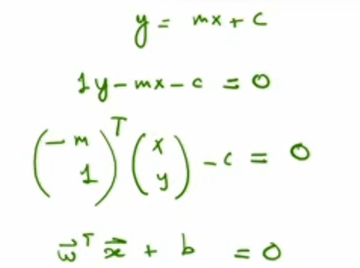 y = mx + c
1y - mx - c = 0
(-m 1)^T (x y) - c = 0
w⃗^T x⃗ + b = 0